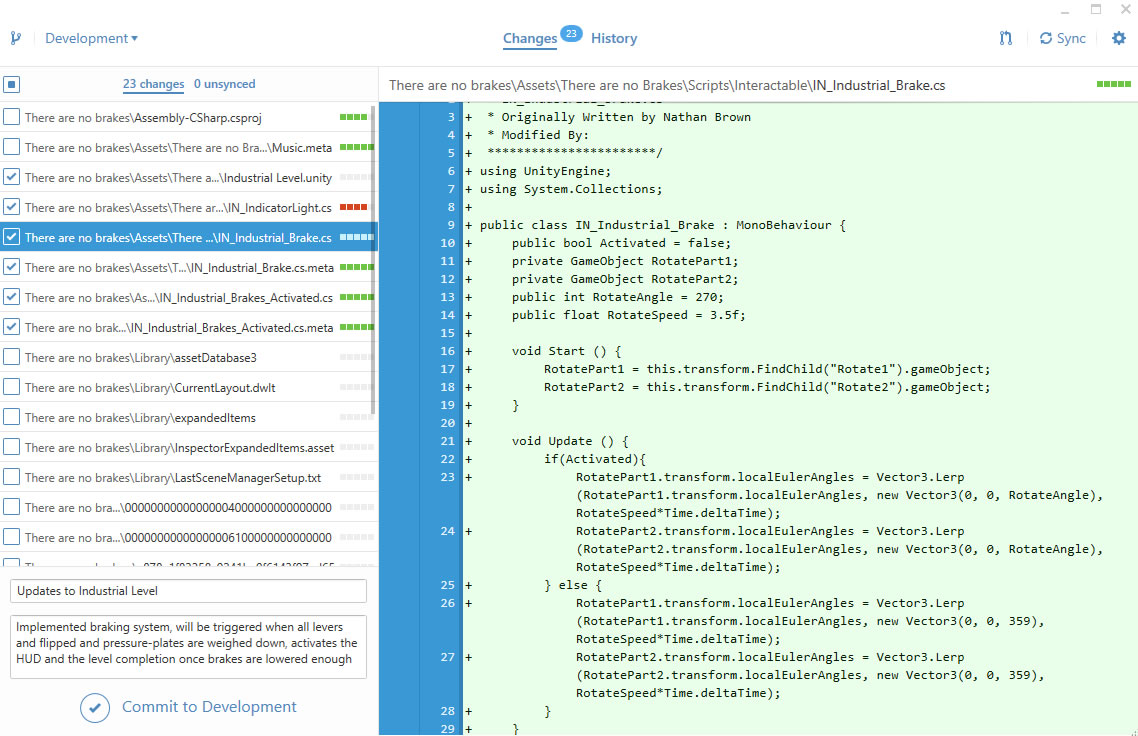 Development
Changes 23 History
Sync
23 changes 0 unsynced
There are no brakes\Assets\There are no Brakes\Scripts\Interactable\IN_Industrial_Brake.cs
There are no brakes\Assembly-CSharp.csproj
There are no brakes\Assets\There are no Bra...\Music.meta
There are no brakes\Assets\There a...\Industrial Level.unity
There are no brakes\Assets\There ar...\IN_IndicatorLight.cs
There are no brakes\Assets\There ...\IN_Industrial_Brake.cs
There are no brakes\Assets\T...\IN_Industrial_Brake.cs.meta
There are no brakes\As...\IN_Industrial_Brakes_Activated.cs
There are no brak...\IN_Industrial_Brakes_Activated.cs.meta
There are no brakes\Library\assetDatabase3
There are no brakes\Library\CurrentLayout.dwlt
There are no brakes\Library\expandedItems
There are no brakes\Library\InspectorExpandedItems.asset
There are no brakes\Library\LastSceneManagerSetup.txt
There are no bra...\00000000000000004000000000000000
There are no bra...\00000000000000006100000000000000
Updates to Industrial Level
Implemented braking system, will be triggered when all levers
and flipped and pressure-plates are weighed down, activates the
HUD and the level completion once brakes are lowered enough
Commit to Development
3 + * Originally Written by Nathan Brown
4 + * Modified By:
5 + ***********************/
6 + using UnityEngine;
7 + using System.Collections;
8 +
9 + public class IN_Industrial_Brake : MonoBehaviour {
10 + public bool Activated = false;
11 + private GameObject RotatePart1;
12 + private GameObject RotatePart2;
13 + public int RotateAngle = 270;
14 + public float RotateSpeed = 3.5f;
15 +
16 + void Start () {
17 + RotatePart1 = this.transform.FindChild("Rotate1").gameObject;
18 + RotatePart2 = this.transform.FindChild("Rotate2").gameObject;
19 + }
20 +
21 + void Update () {
22 + if(Activated){
23 + RotatePart1.transform.localEulerAngles = Vector3.Lerp
(RotatePart1.transform.localEulerAngles, new Vector3(0, 0, RotateAngle),
RotateSpeed*Time.deltaTime);
24 + RotatePart2.transform.localEulerAngles = Vector3.Lerp
(RotatePart2.transform.localEulerAngles, new Vector3(0, 0, RotateAngle),
RotateSpeed*Time.deltaTime);
25 + } else {
26 + RotatePart1.transform.localEulerAngles = Vector3.Lerp
(RotatePart1.transform.localEulerAngles, new Vector3(0, 0, 359),
RotateSpeed*Time.deltaTime);
27 + RotatePart2.transform.localEulerAngles = Vector3.Lerp
(RotatePart2.transform.localEulerAngles, new Vector3(0, 0, 359),
RotateSpeed*Time.deltaTime);
28 + }
29 + }